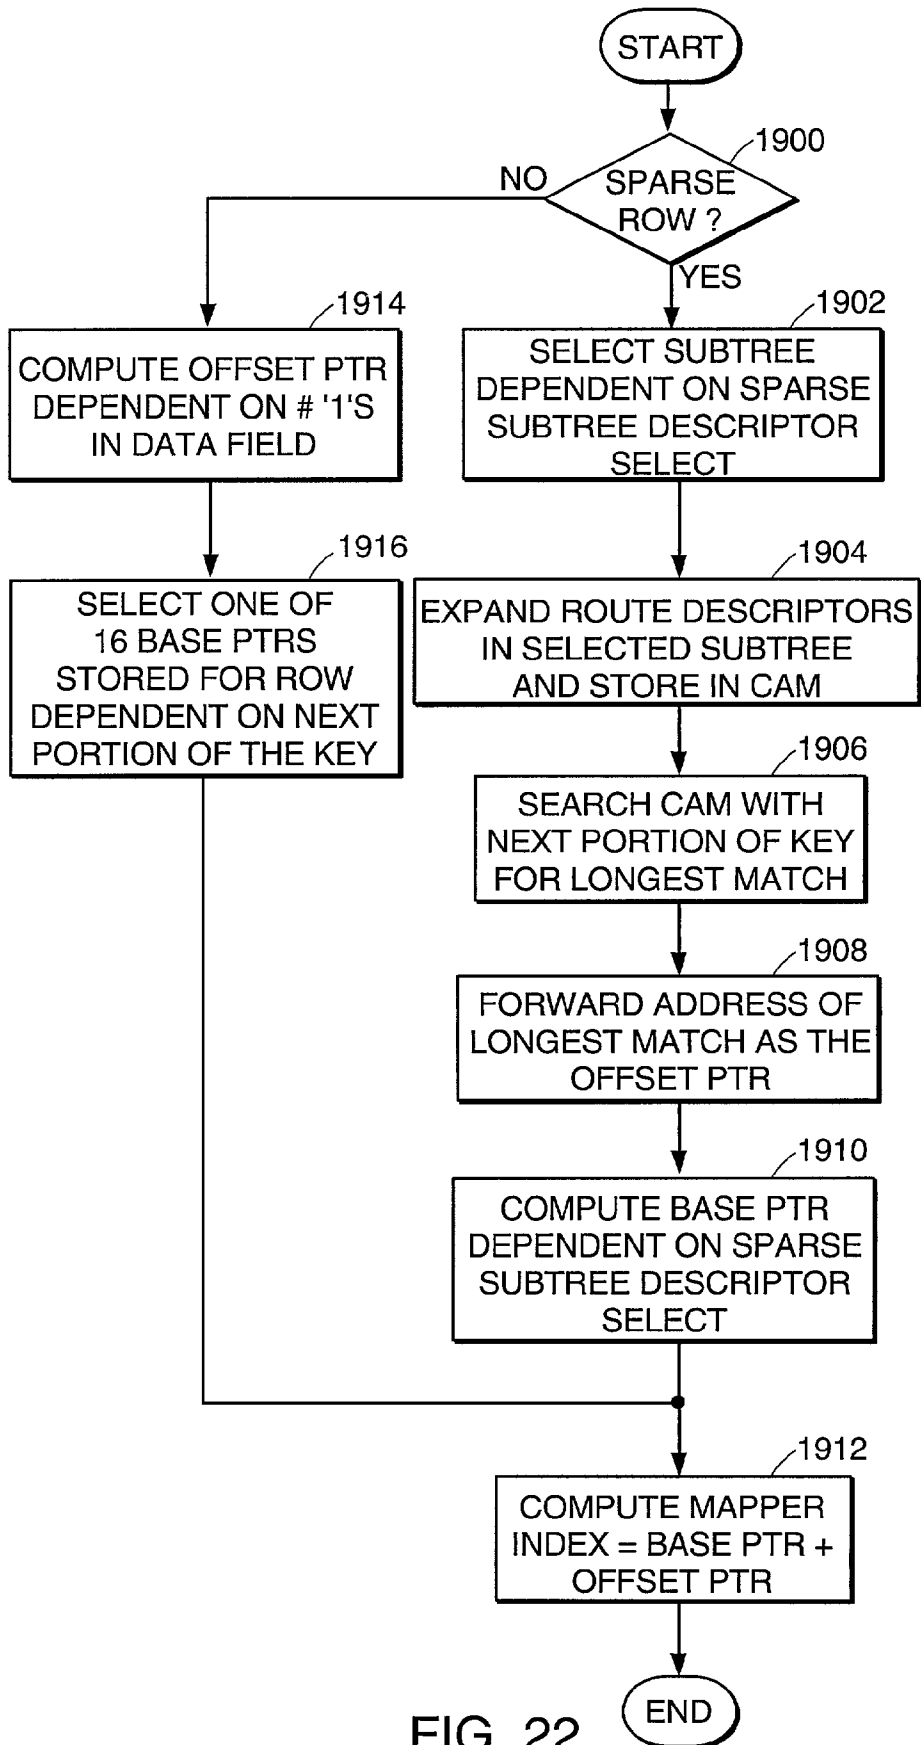 START
1900
SPARSE
ROW ?
NO
YES
1914
COMPUTE OFFSET PTR
DEPENDENT ON # '1'S
IN DATA FIELD
1916
SELECT ONE OF
16 BASE PTRS
STORED FOR ROW
DEPENDENT ON NEXT
PORTION OF THE KEY
1902
SELECT SUBTREE
DEPENDENT ON SPARSE
SUBTREE DESCRIPTOR
SELECT
1904
EXPAND ROUTE DESCRIPTORS
IN SELECTED SUBTREE
AND STORE IN CAM
1906
SEARCH CAM WITH
NEXT PORTION OF KEY
FOR LONGEST MATCH
1908
FORWARD ADDRESS OF
LONGEST MATCH AS THE
OFFSET PTR
1910
COMPUTE BASE PTR
DEPENDENT ON SPARSE
SUBTREE DESCRIPTOR
SELECT
1912
COMPUTE MAPPER
INDEX = BASE PTR +
OFFSET PTR
END
FIG. 22